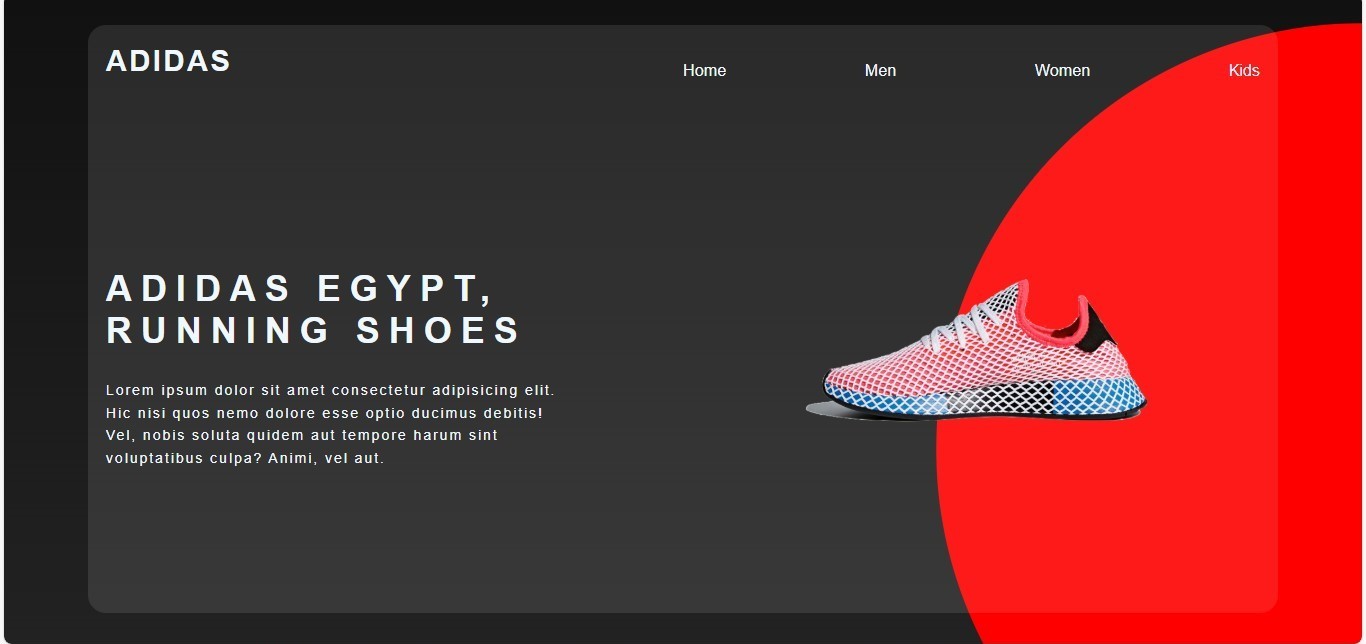 ADIDAS
Home
Men
Women
Kids
ADIDAS EGYPT,
RUNNING SHOES
Lorem ipsum dolor sit amet consectetur adipisicing elit.
Hic nisi quos nemo dolore esse optio ducimus debitis!
Vel, nobis soluta quidem aut tempore harum sint
voluptatibus culpa? Animi, vel aut.